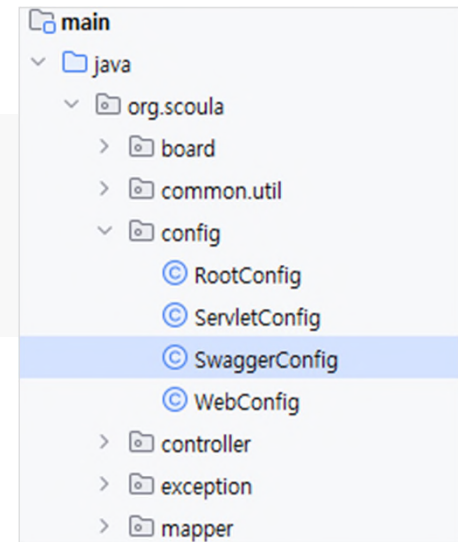 main
java
org.scoula
board
common.util
config
RootConfig
ServletConfig
SwaggerConfig
WebConfig
controller
exception
mapper